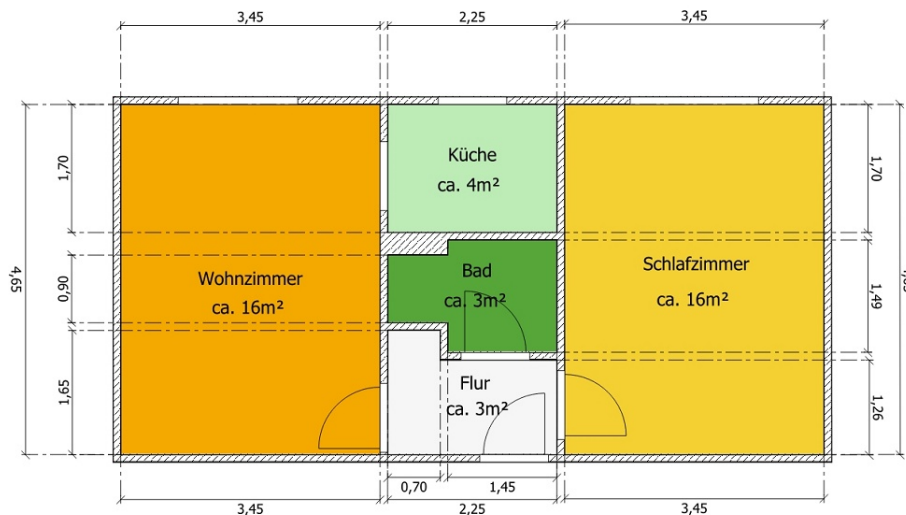 3,45
2,25
3,45
1,70
Küche
ca. 4m²
1,70
4,65
0,90
Wohnzimmer
ca. 16m²
Bad
ca. 3m²
Schlafzimmer
ca. 16m²
1,49
1,65
Flur
ca. 3m²
1,26
0,70
1,45
3,45
2,25
3,45